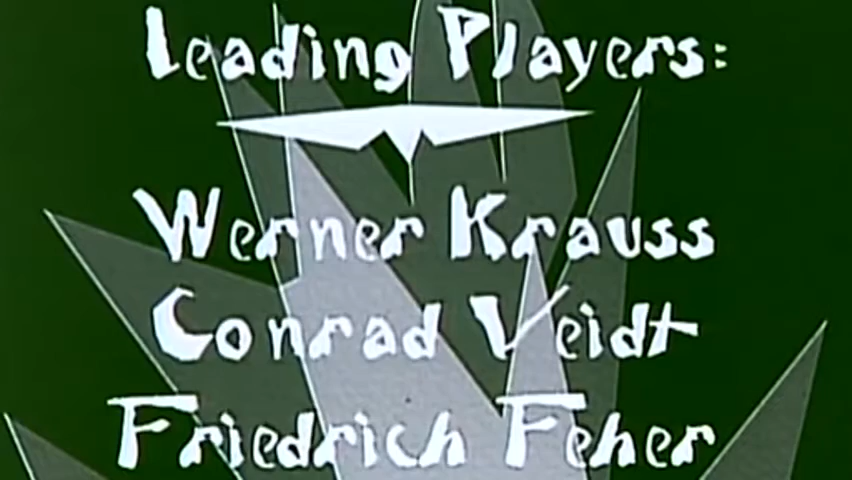 Leading Players:
Werner Krauss
Conrad Veidt
Friedrich Feher